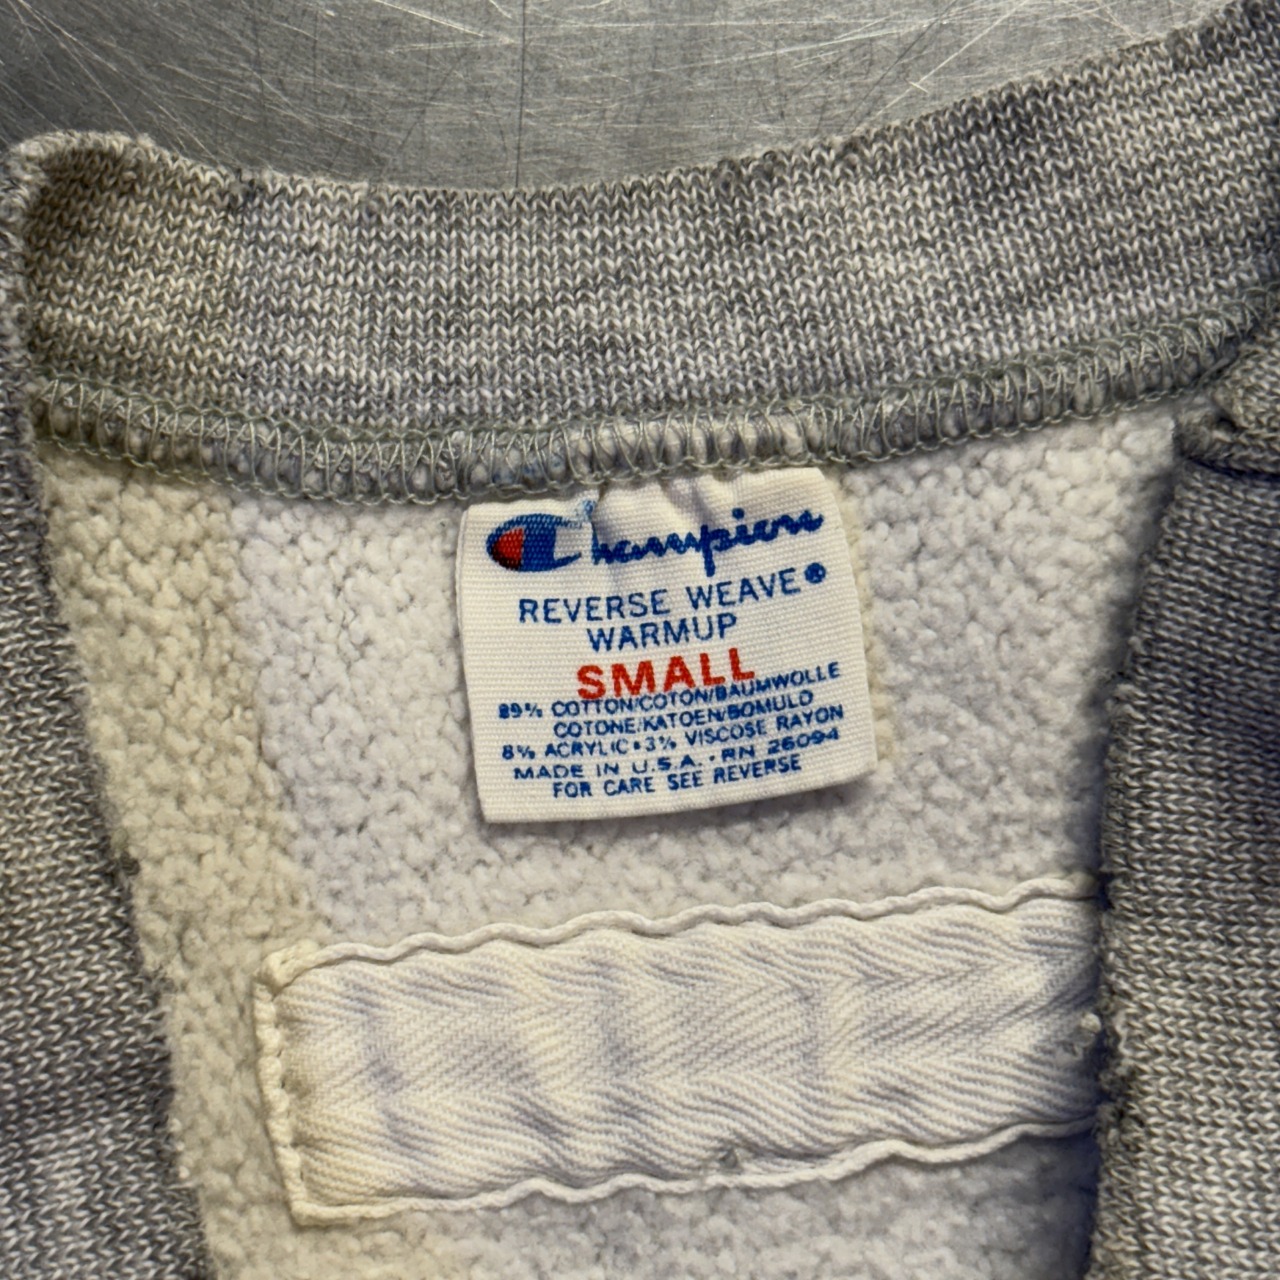 Champion
REVERSE WEAVE®
WARMUP
SMALL
89% COTTON/COTON/BAUMWOLLE
COTONE/KATOEN/BOMULD
8% ACRYLIC • 3% VISCOSE RAYON
MADE IN U.S.A. • RN 26094
FOR CARE SEE REVERSE